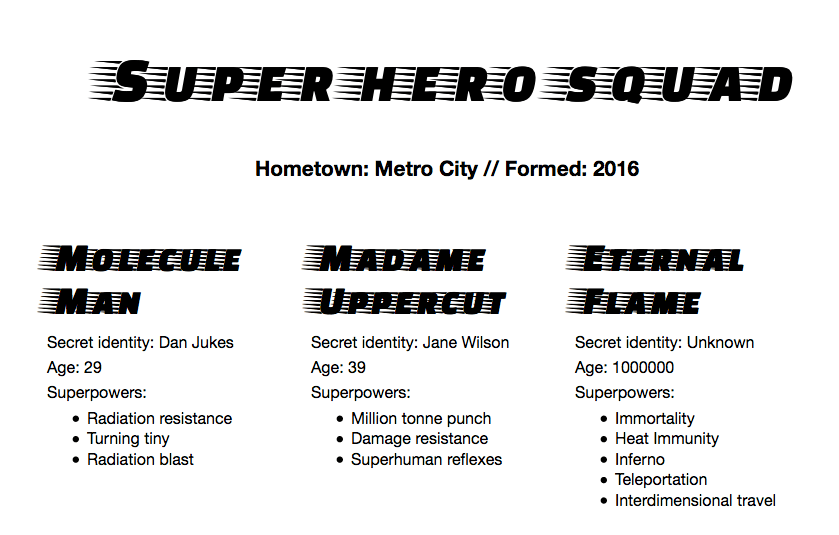 Super hero squad
Hometown: Metro City // Formed: 2016
Molecule
Man
Secret identity: Dan Jukes
Age: 29
Superpowers:
Radiation resistance
Turning tiny
Radiation blast
Madame
Uppercut
Secret identity: Jane Wilson
Age: 39
Superpowers:
Million tonne punch
Damage resistance
Superhuman reflexes
Eternal
Flame
Secret identity: Unknown
Age: 1000000
Superpowers:
Immortality
Heat Immunity
Inferno
Teleportation
Interdimensional travel